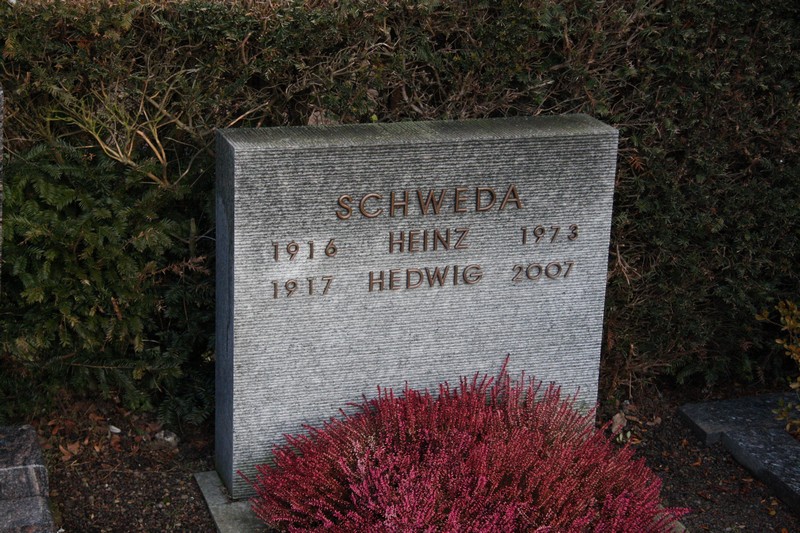 SCHWEDA
1916 HEINZ 1973
1917 HEDWIG 2007